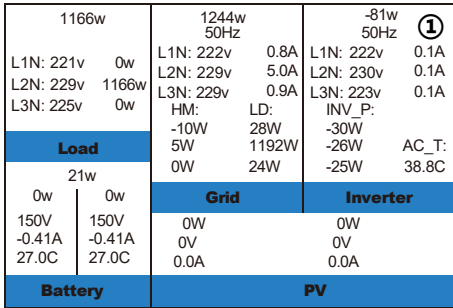 1166w
L1N: 221v 0w
L2N: 229v 1166w
L3N: 225v 0w
Load
1244w
50Hz
L1N: 222v 0.8A
L2N: 229v 5.0A
L3N: 229v 0.9A
HM: LD:
-10W 28W
5W 1192W
0W 24W
Grid
-81w
50Hz
①
L1N: 222v 0.1A
L2N: 230v 0.1A
L3N: 223v 0.1A
INV_P:
-30W
-26W AC_T:
-25W 38.8C
Inverter
21w
0w 0w
150V 150V
-0.41A -0.41A
27.0C 27.0C
Battery
0W 0W
0V 0V
0.0A 0.0A
PV